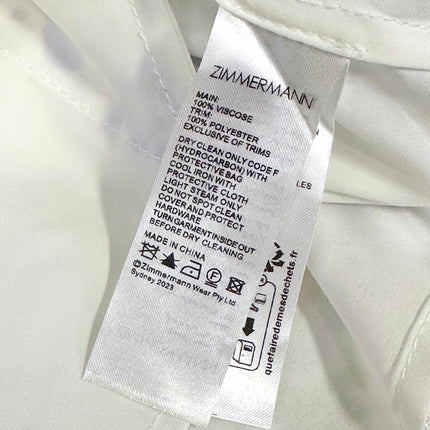 ZIMMERMANN
MAIN:
100% VISCOSE
TRIM:
100% POLYESTER
EXCLUSIVE OF TRIMS
DRY CLEAN ONLY CODE F
(HYDROCARBON) WITH
PROTECTIVE BAG
COOL IRON WITH
PROTECTIVE CLOTH
LIGHT STEAM ONLY
DO NOT SPOT CLEAN
COVER AND PROTECT
HARDWARE
TURN GARMENT INSIDE OUT
BEFORE DRY CLEANING
MADE IN CHINA
©Zimmermann Wear Pty Ltd
Sydney 2023
LES
quefairedemesdechets.fr